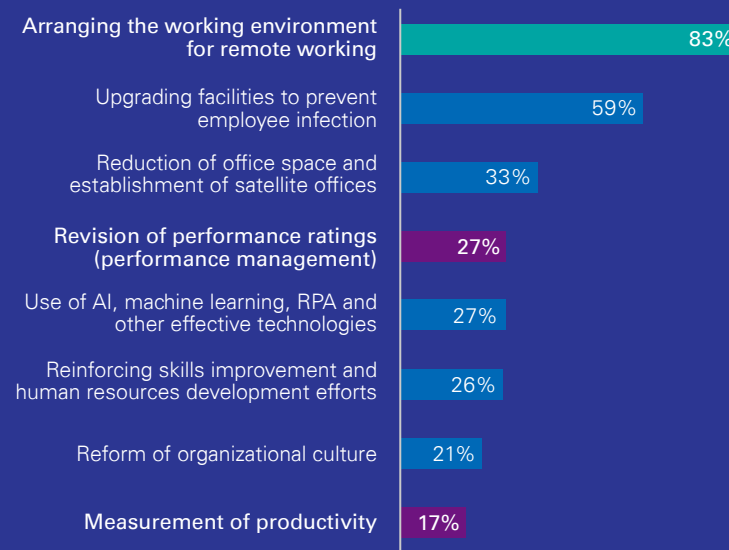 Arranging the working environment
for remote working
83%
Upgrading facilities to prevent
employee infection
59%
Reduction of office space and
establishment of satellite offices
33%
Revision of performance ratings
(performance management)
27%
Use of AI, machine learning, RPA and
other effective technologies
27%
Reinforcing skills improvement and
human resources development efforts
26%
Reform of organizational culture
21%
Measurement of productivity
17%